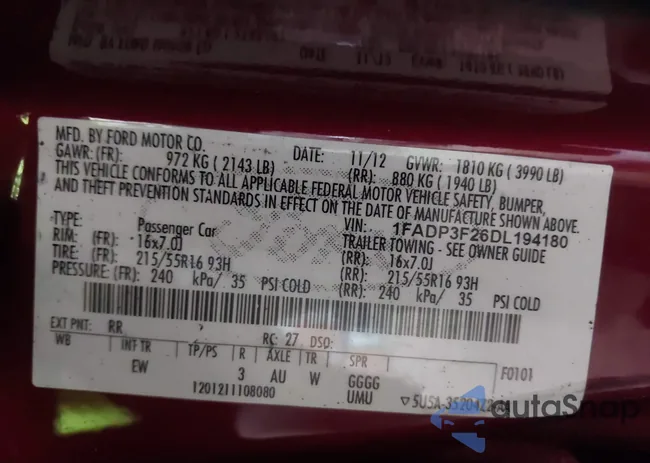 MFD. BY FORD MOTOR CO.
DATE: 11/12 GVWR: 1810 KG ( 3990 LB)
GAWR: (FR): 972 KG ( 2143 LB) (RR): 880 KG ( 1940 LB)
THIS VEHICLE CONFORMS TO ALL APPLICABLE FEDERAL MOTOR VEHICLE SAFETY, BUMPER,
AND THEFT PREVENTION STANDARDS IN EFFECT ON THE DATE OF MANUFACTURE SHOWN ABOVE.
VIN: 1FADP3F26DL194180
TYPE: Passenger Car TRAILER TOWING - SEE OWNER GUIDE
RIM: (FR): 16x7.0J (RR): 16x7.0J
TIRE: (FR): 215/55R16 93H (RR): 215/55R16 93H
PRESSURE: (FR): 240 kPa/ 35 PSI COLD (RR): 240 kPa/ 35 PSI COLD
EXT PNT: RR RC: 27 DSO:
WB INT TR TP/PS R AXLE TR SPR F0101
EW 3 AU W GGGG
1201211108080 UMU ▽5U5A-3520472
autoSnap